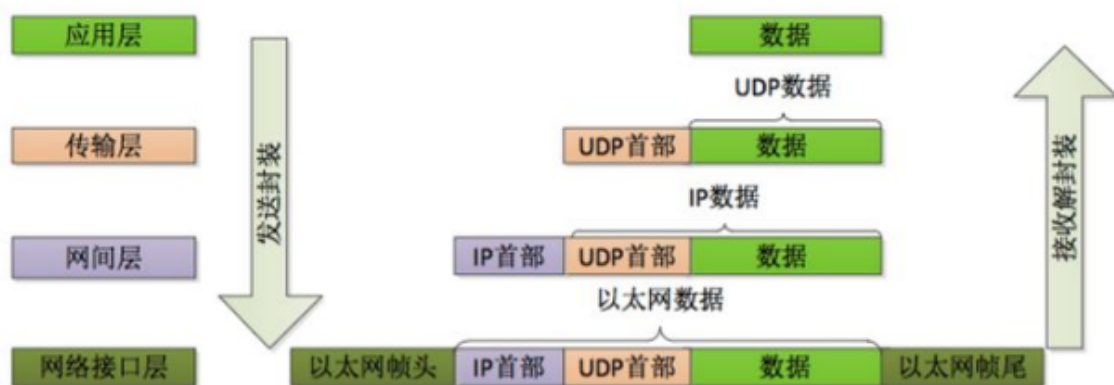 应用层
数据
UDP数据
传输层
UDP首部 数据
IP数据
网间层
IP首部 UDP首部 数据
以太网数据
网络接口层
以太网帧头 IP首部 UDP首部 数据 以太网帧尾
发送封装
接收解封装